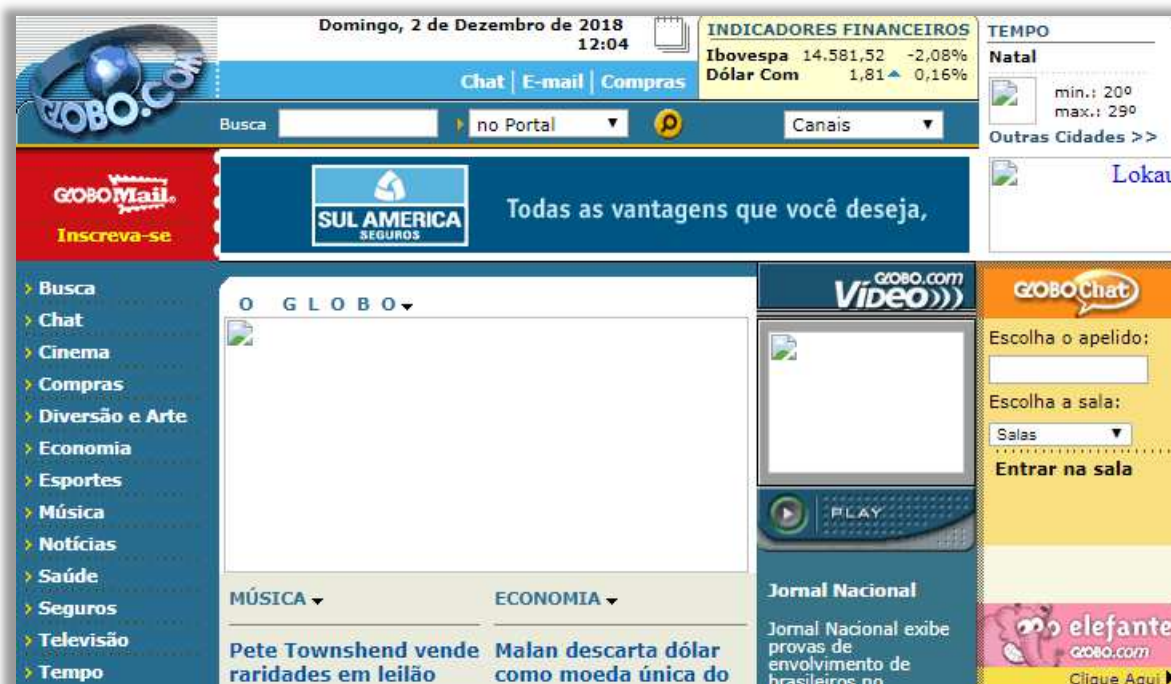 GLOBO.COM
Domingo, 2 de Dezembro de 2018
12:04
Chat | E-mail | Compras
INDICADORES FINANCEIROS
Ibovespa 14.581,52 -2,08%
Dólar Com 1,81 0,16%
TEMPO
Natal
min.: 20º
max.: 29º
Outras Cidades >>
Busca
no Portal
Canais
GLOBOMail.
Inscreva-se
SUL AMERICA
SEGUROS
Todas as vantagens que você deseja,
> Busca
> Chat
> Cinema
> Compras
> Diversão e Arte
> Economia
> Esportes
> Música
> Notícias
> Saúde
> Seguros
> Televisão
> Tempo
O GLOBO
MÚSICA
Pete Townshend vende
raridades em leilão
ECONOMIA
Malan descarta dólar
como moeda única do
GLOBO.COM
VíDEO)))
PLAY
Jornal Nacional
Jornal Nacional exibe
provas de
envolvimento de
brasileiros no
GLOBOChat
Escolha o apelido:
Escolha a sala:
Salas
Entrar na sala
elefante
GLOBO.COM
Clique Aqui